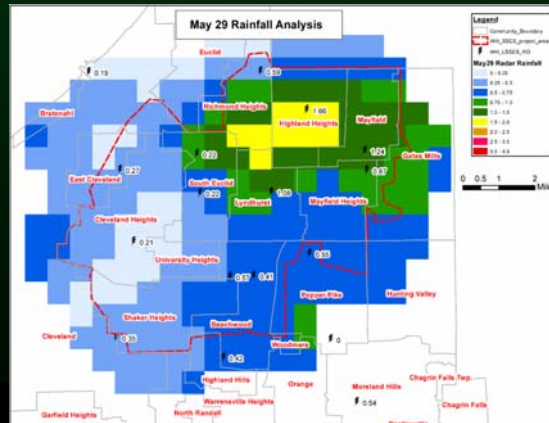 May 29 Rainfall Analysis
Legend
Community_Boundary
May29 Radar Rainfall
0 - 0.25
0.25 - 0.5
0.5 - 0.75
0.75 - 1.0
1.0 - 1.5
1.5 - 2.0
2.0 - 2.5
2.5 - 3.0
3.0 - 4.0
0 0.5 1 2
Euclid
0.19
0.59
Bratenahl
Richmond Heights
1.66
Highland Heights
Mayfield
0.22
1.04
Gates Mills
0.27
0.87
East Cleveland
South Euclid
0.22
1.08
Lyndhurst
Mayfield Heights
Cleveland Heights
0.21
University Heights
0.55
0.57
0.41
Pepper Pike
Hunting Valley
Shaker Heights
Beachwood
Cleveland
0.35
Woodmere
0
0.42
Highland Hills
Orange
Moreland Hills
Chagrin Falls Twp.
Warrensville Heights
0.54
Chagrin Falls
Garfield Heights
North Randall